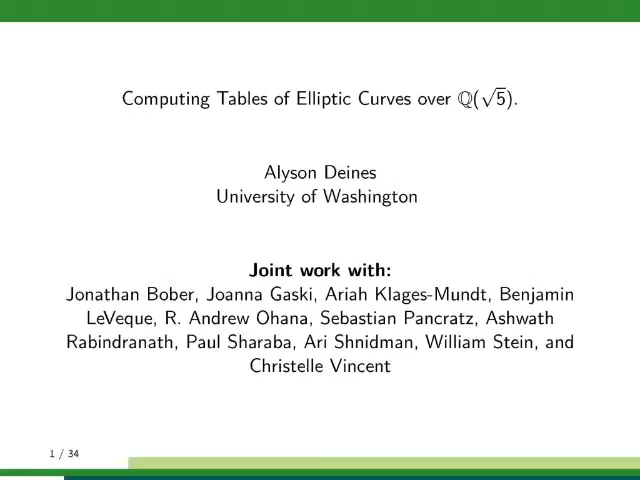 Computing Tables of Elliptic Curves over ℚ(√5).
Alyson Deines
University of Washington
Joint work with:
Jonathan Bober, Joanna Gaski, Ariah Klages-Mundt, Benjamin
LeVeque, R. Andrew Ohana, Sebastian Pancratz, Ashwath
Rabindranath, Paul Sharaba, Ari Shnidman, William Stein, and
Christelle Vincent
1 / 34